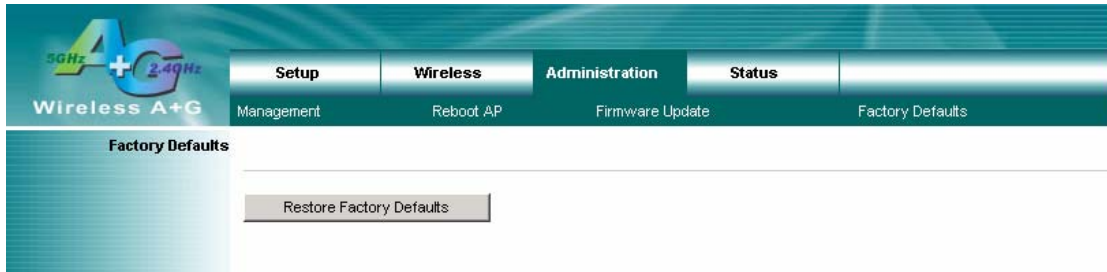 5GHz A+G 2.4GHz
Wireless A+G
Setup Wireless Administration Status
Management Reboot AP Firmware Update Factory Defaults
Factory Defaults
Restore Factory Defaults